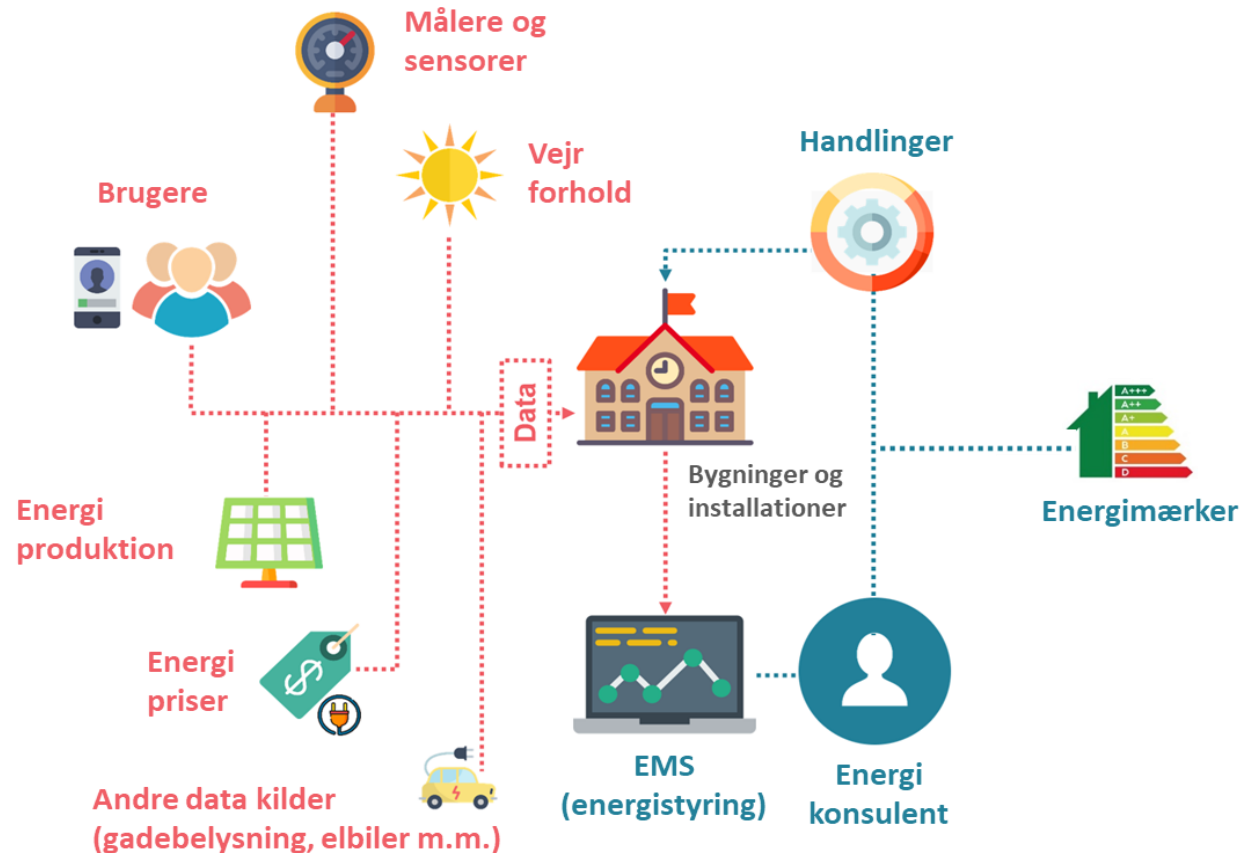 Målere og
sensorer
Vejr
forhold
Handlinger
Brugere
Data
Bygninger og
installationer
A+++
A++
A+
A
B
C
D
Energimærker
Energi
produktion
Energi
priser
$
EMS
(energistyring)
Energi
konsulent
Andre data kilder
(gadebelysning, elbiler m.m.)